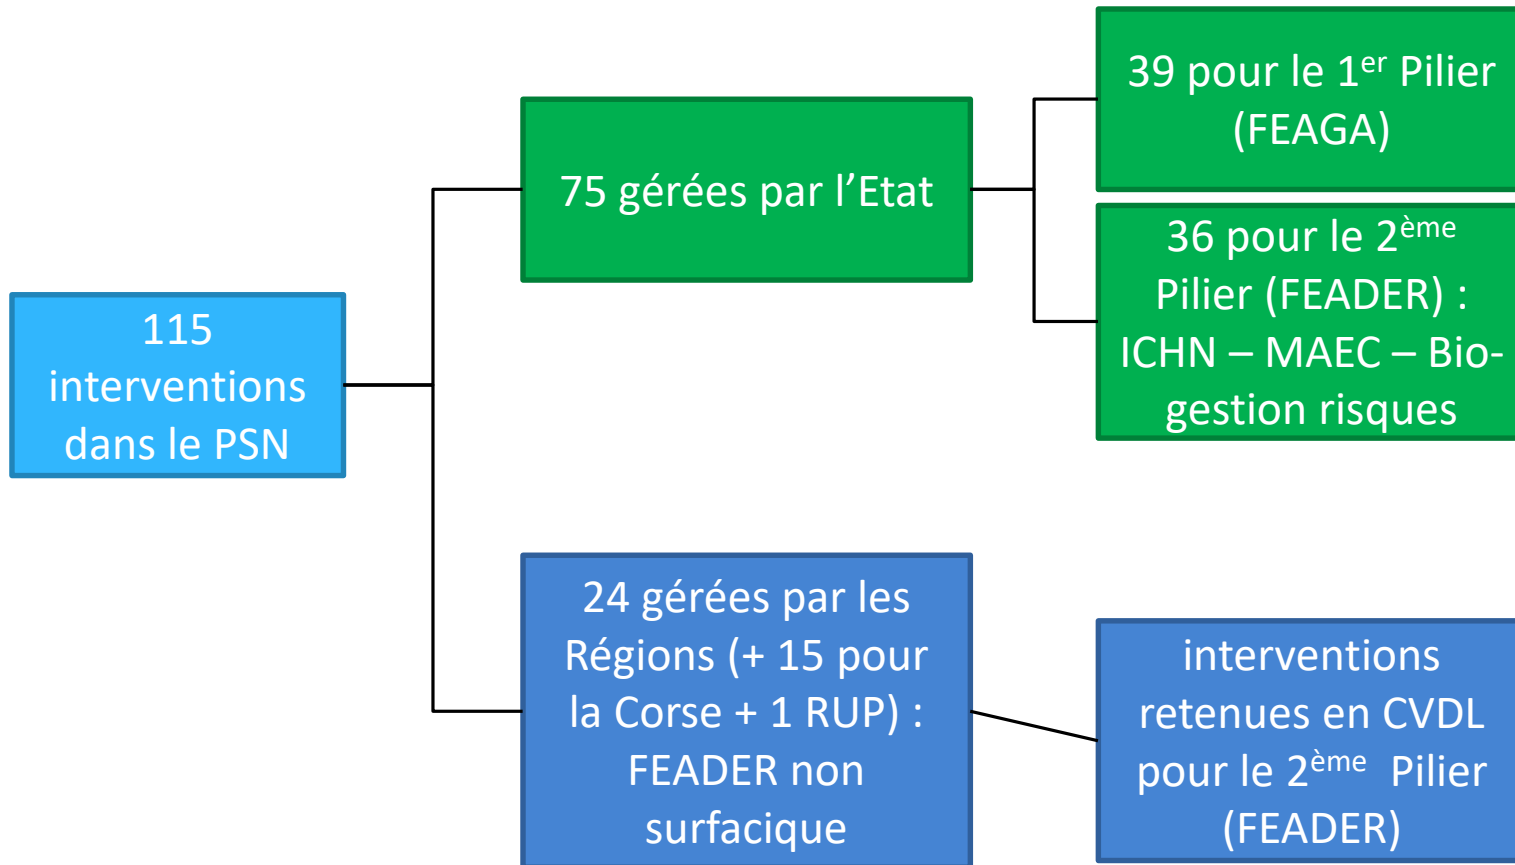 115
interventions
dans le PSN
75 gérées par l’Etat
39 pour le 1er Pilier
(FEAGA)
36 pour le 2ème
Pilier (FEADER) :
ICHN – MAEC – Bio-
gestion risques
24 gérées par les
Régions (+ 15 pour
la Corse + 1 RUP) :
FEADER non
surfacique
interventions
retenues en CVDL
pour le 2ème Pilier
(FEADER)